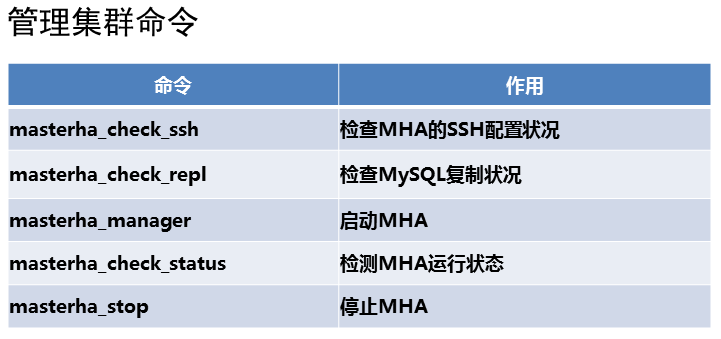 管理集群命令
命令 作用
masterha_check_ssh 检查MHA的SSH配置状况
masterha_check_repl 检查MySQL复制状况
masterha_manager 启动MHA
masterha_check_status 检测MHA运行状态
masterha_stop 停止MHA